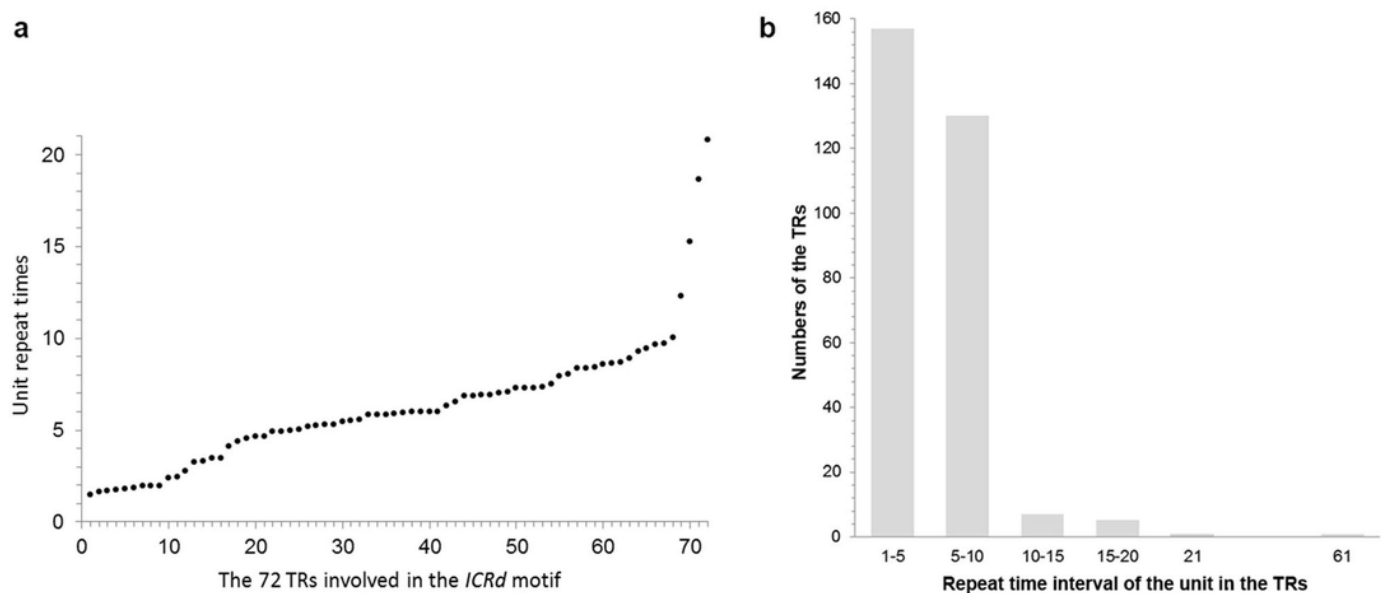 a
20
15
10
5
0
Unit repeat times
0 10 20 30 40 50 60 70
The 72 TRs involved in the ICRd motif
b
160
140
120
100
80
60
40
20
0
Numbers of the TRs
1-5 5-10 10-15 15-20 21 61
Repeat time interval of the unit in the TRs